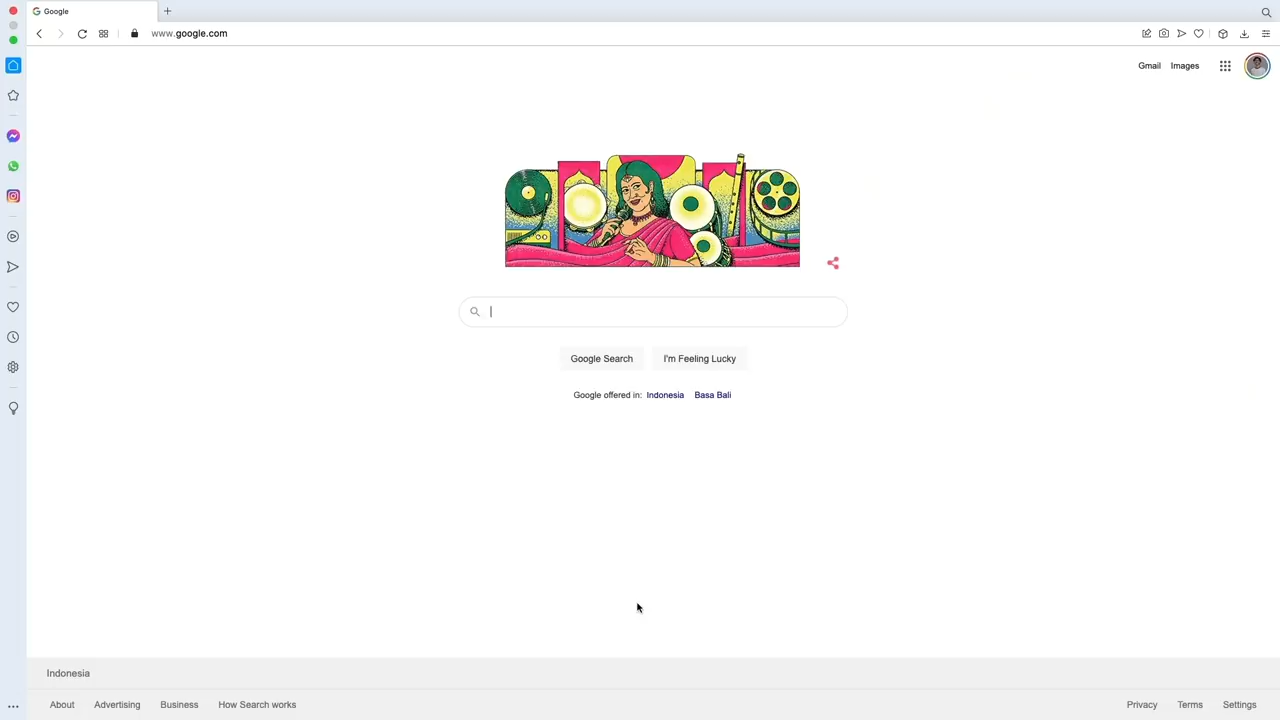 Google
www.google.com
Gmail Images
Google Search I'm Feeling Lucky
Google offered in: Indonesia Basa Bali
Indonesia
About Advertising Business How Search works Privacy Terms Settings